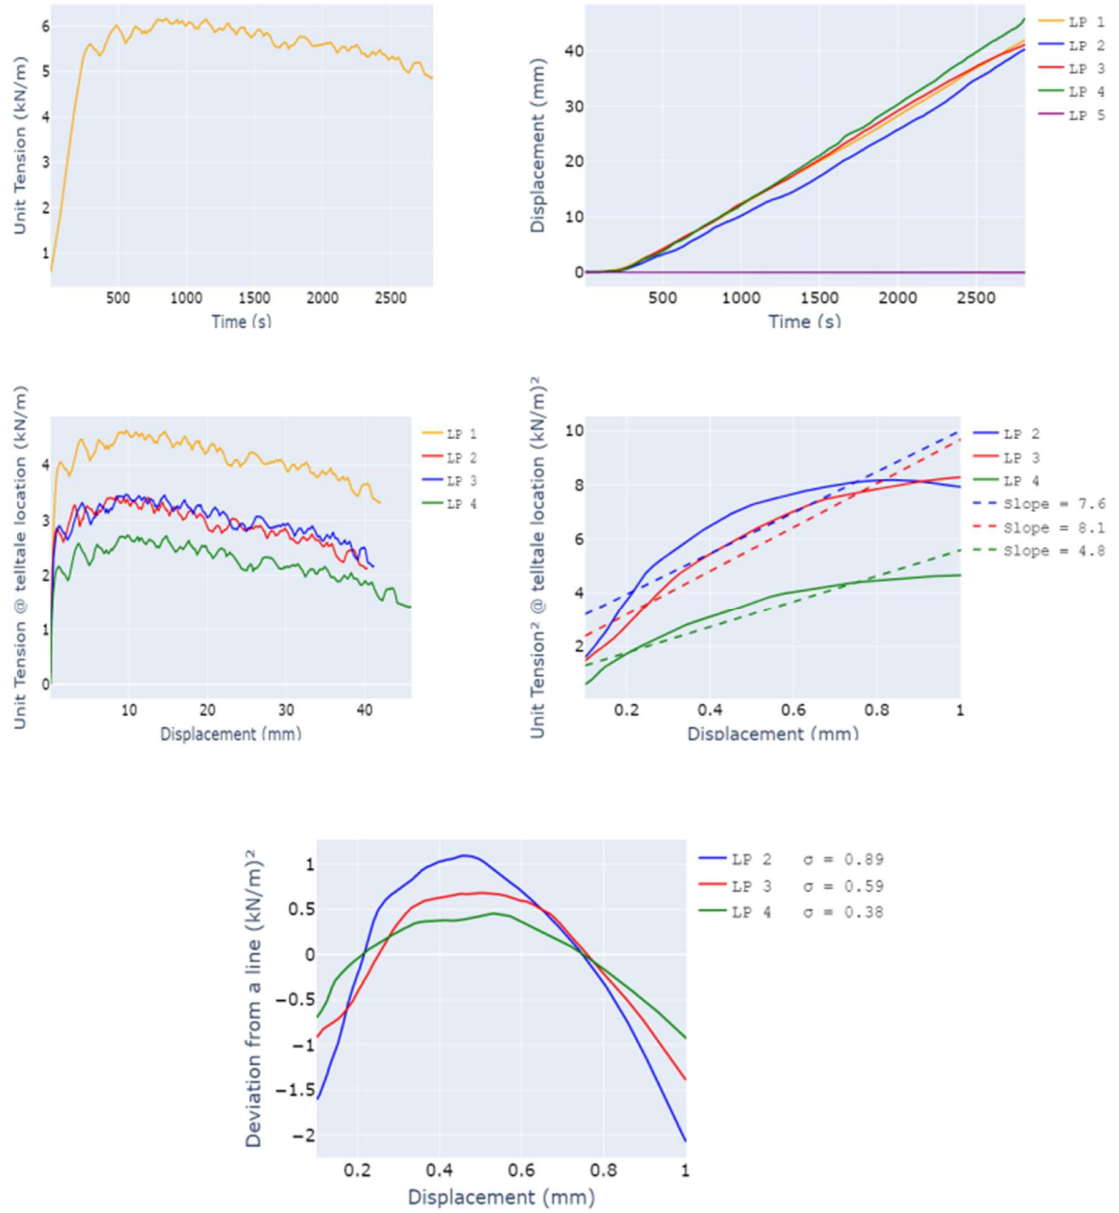 Unit Tension (kN/m)
6
5
4
3
2
1
500 1000 1500 2000 2500
Time (s)
Displacement (mm)
40
30
20
10
0
500 1000 1500 2000 2500
Time (s)
LP 1
LP 2
LP 3
LP 4
LP 5
Unit Tension @ telltale location (kN/m)
4
3
2
1
0
10 20 30 40
Displacement (mm)
LP 1
LP 2
LP 3
LP 4
Unit Tension² @ telltale location (kN/m)²
10
8
6
4
2
0.2 0.4 0.6 0.8 1
Displacement (mm)
LP 2
LP 3
LP 4
Slope = 7.6
Slope = 8.1
Slope = 4.8
Deviation from a line (kN/m)²
1
0.5
0
−0.5
−1
−1.5
−2
0.2 0.4 0.6 0.8 1
Displacement (mm)
LP 2 σ = 0.89
LP 3 σ = 0.59
LP 4 σ = 0.38